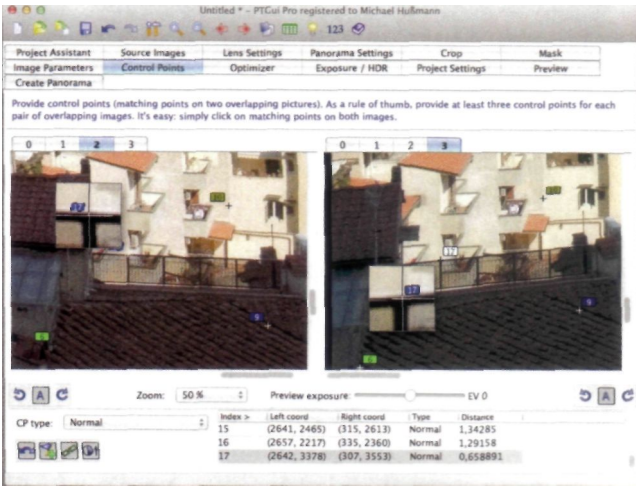 Untitled * - PTGui Pro registered to Michael Hußmann
123
Project Assistant Source Images Lens Settings Panorama Settings Crop Mask
Image Parameters Control Points Optimizer Exposure / HDR Project Settings Preview
Create Panorama
Provide control points (matching points on two overlapping pictures). As a rule of thumb, provide at least three control points for each
pair of overlapping images. It's easy: simply click on matching points on both images.
0 1 2 3 0 1 2 3
17
17
9 9
A Zoom: 50 % Preview exposure: EV 0 A
CP type: Normal
Index > Left coord Right coord Type Distance
15 (2641, 2465) (315, 2613) Normal 1,34285
16 (2657, 2217) (335, 2360) Normal 1,29158
17 (2642, 3378) (307, 3553) Normal 0,658891